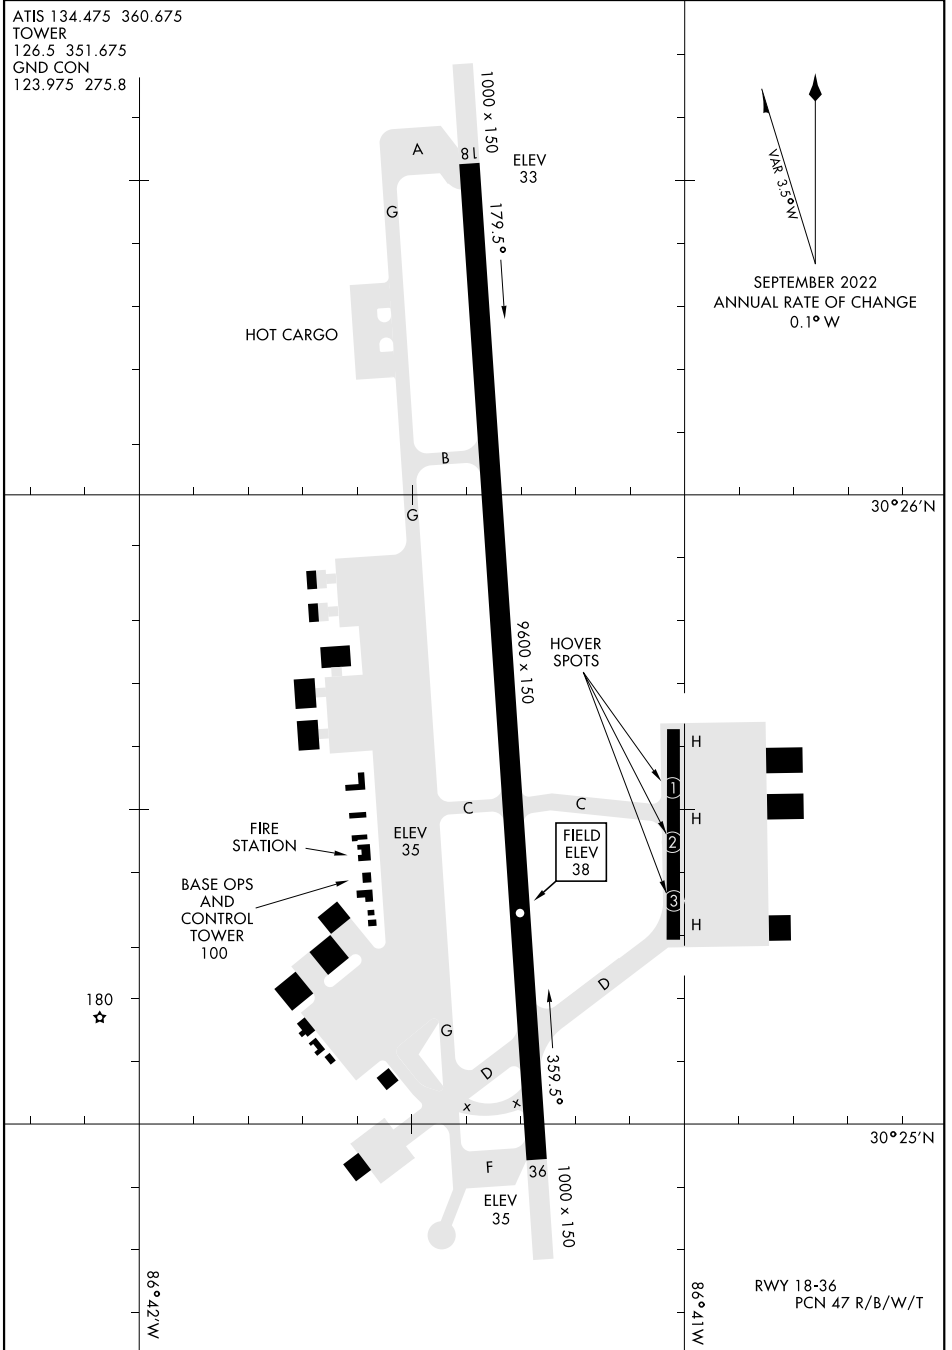 ATIS 134.475 360.675
TOWER
126.5 351.675
GND CON
123.975 275.8
1000 x 150
A
18
ELEV
33
VAR 3.5° W
G
179.5°
SEPTEMBER 2022
ANNUAL RATE OF CHANGE
0.1° W
HOT CARGO
B
30°26'N
G
9600 x 150
HOVER
SPOTS
H
1
C
C
H
FIRE
STATION
ELEV
35
FIELD
ELEV
38
2
BASE OPS
AND
CONTROL
TOWER
100
3
H
D
180
G
359.5°
D
x
x
30°25'N
F
36
1000 x 150
ELEV
35
86°42'W
86°41'W
RWY 18-36
PCN 47 R/B/W/T